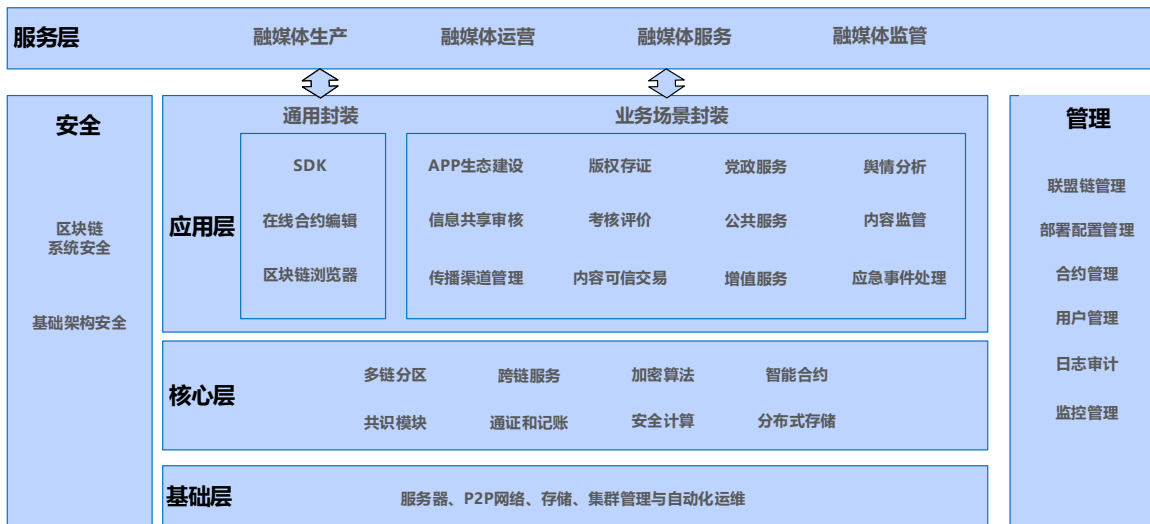 服务层
融媒体生产
融媒体运营
融媒体服务
融媒体监管
安全
区块链
系统安全
基础架构安全
应用层
通用封装
SDK
在线合约编辑
区块链浏览器
业务场景封装
APP生态建设
版权存证
党政服务
舆情分析
信息共享审核
考核评价
公共服务
内容监管
传播渠道管理
内容可信交易
增值服务
应急事件处理
核心层
多链分区
跨链服务
加密算法
智能合约
共识模块
通证和记账
安全计算
分布式存储
基础层
服务器、P2P网络、存储、集群管理与自动化运维
管理
联盟链管理
部署配置管理
合约管理
用户管理
日志审计
监控管理